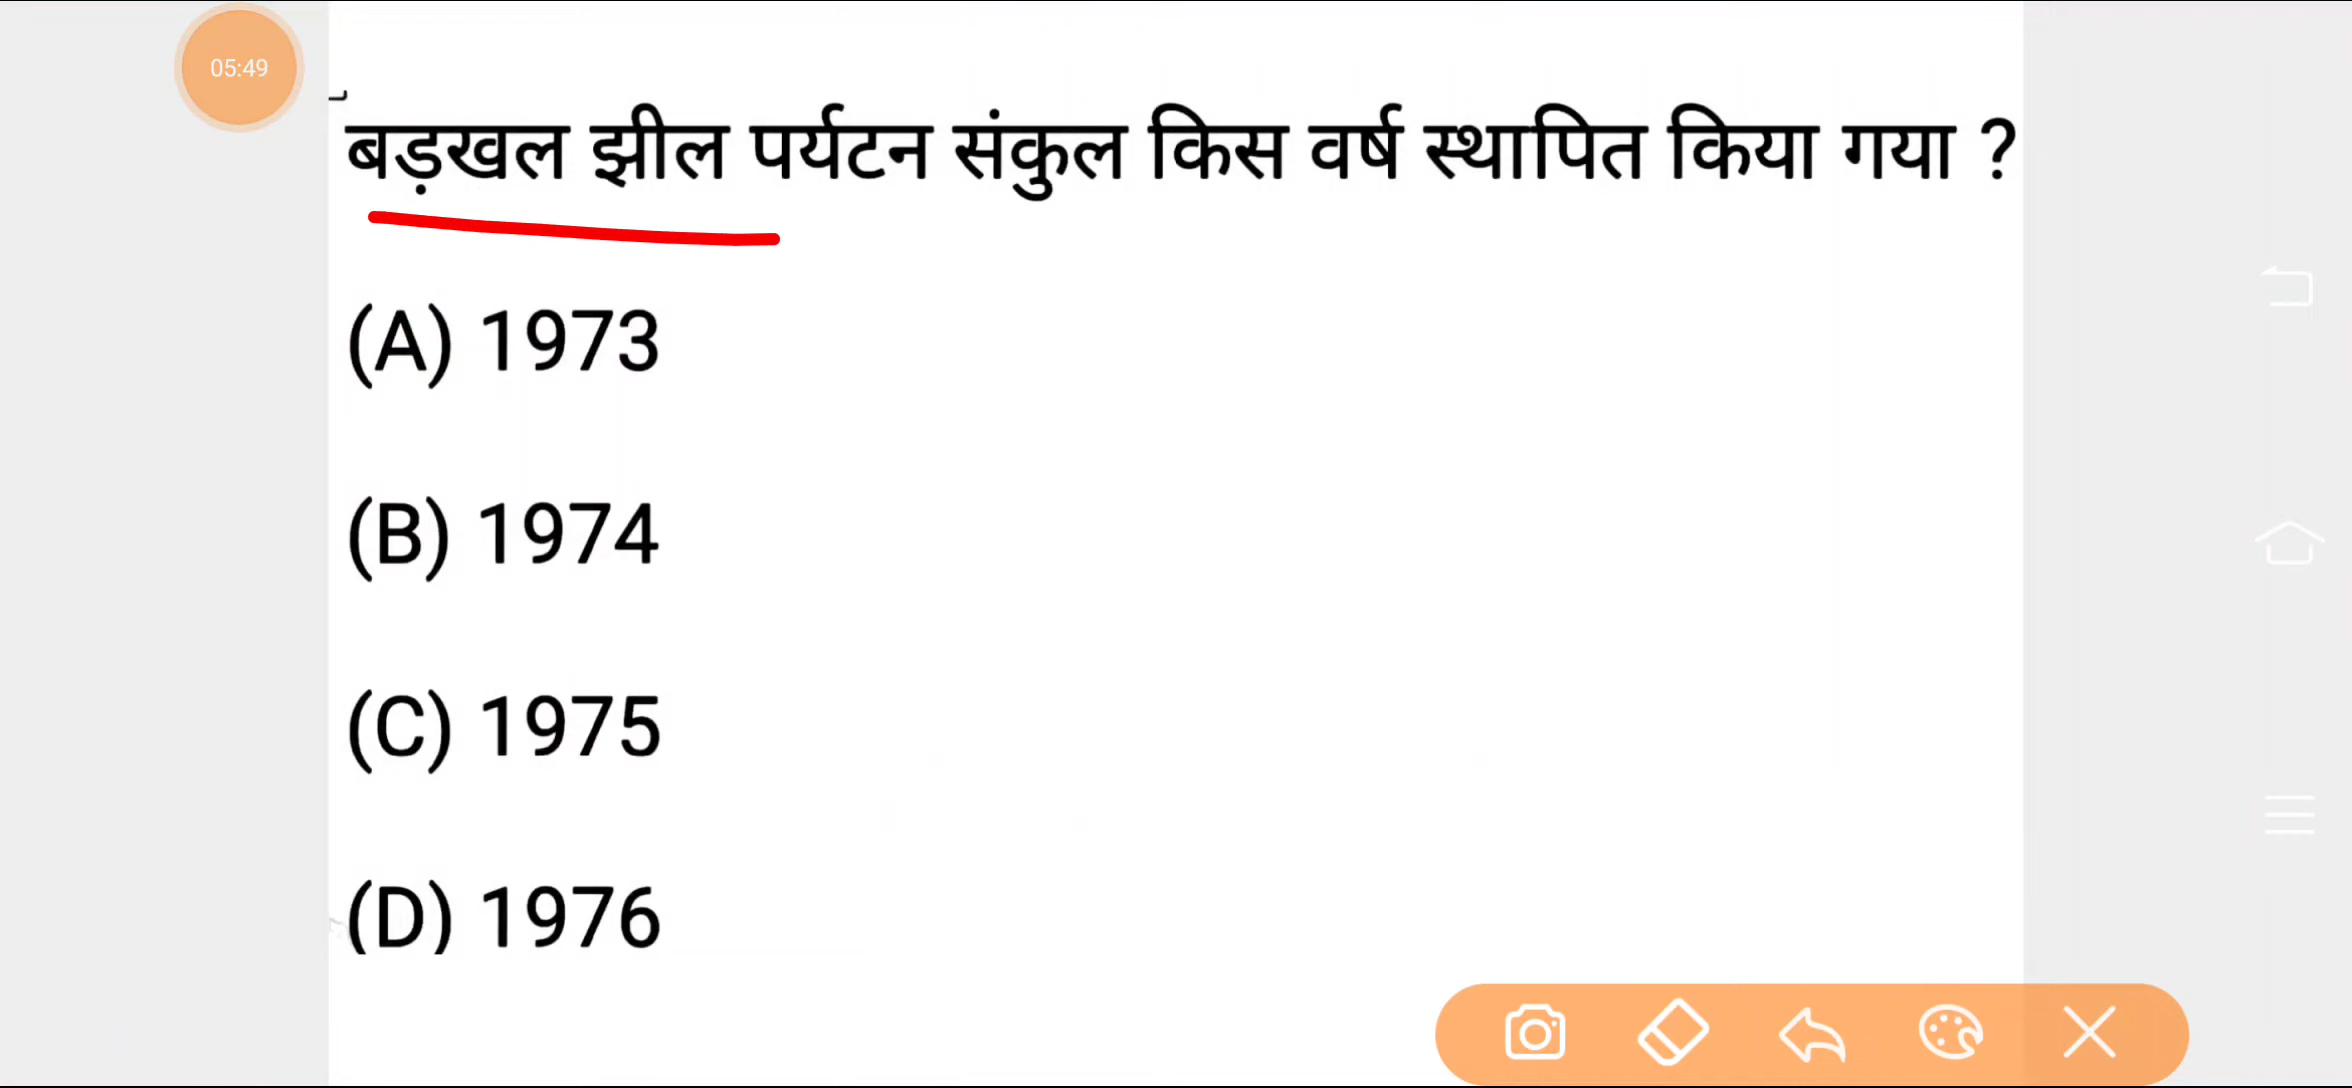 05:49
बड़खल झील पर्यटन संकुल किस वर्ष स्थापित किया गया ?
(A) 1973
(B) 1974
(C) 1975
(D) 1976